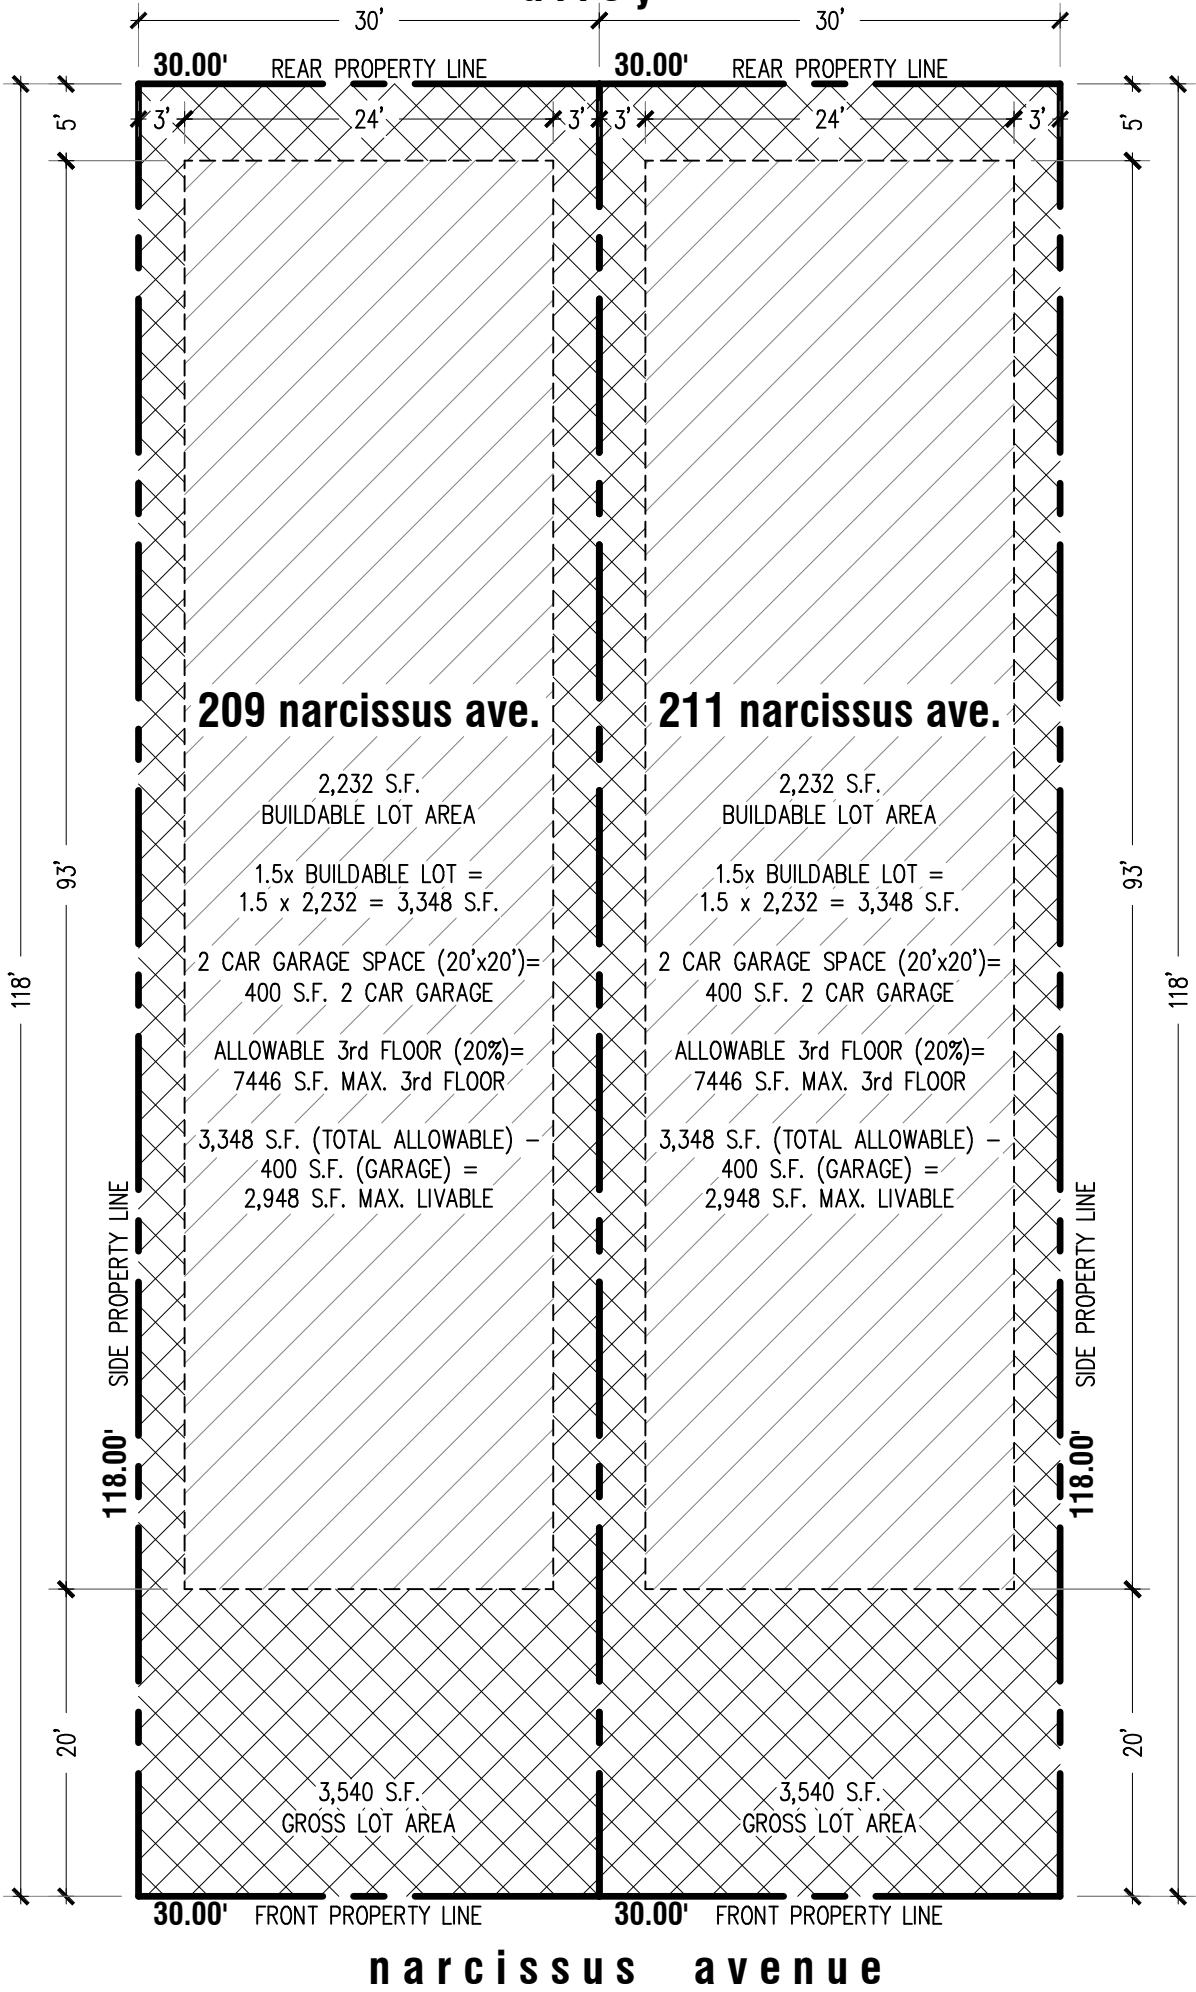 30' 30'
30.00' REAR PROPERTY LINE 30.00' REAR PROPERTY LINE
5' 3' 24' 3' 3' 24' 3' 5'
209 narcissus ave.
2,232 S.F.
BUILDABLE LOT AREA
1.5x BUILDABLE LOT =
1.5 x 2,232 = 3,348 S.F.
2 CAR GARAGE SPACE (20'x20')=
400 S.F. 2 CAR GARAGE
ALLOWABLE 3rd FLOOR (20%)=
7446 S.F. MAX. 3rd FLOOR
3,348 S.F. (TOTAL ALLOWABLE) –
400 S.F. (GARAGE) =
2,948 S.F. MAX. LIVABLE
211 narcissus ave.
2,232 S.F.
BUILDABLE LOT AREA
1.5x BUILDABLE LOT =
1.5 x 2,232 = 3,348 S.F.
2 CAR GARAGE SPACE (20'x20')=
400 S.F. 2 CAR GARAGE
ALLOWABLE 3rd FLOOR (20%)=
7446 S.F. MAX. 3rd FLOOR
3,348 S.F. (TOTAL ALLOWABLE) –
400 S.F. (GARAGE) =
2,948 S.F. MAX. LIVABLE
93'
118'
93'
118'
118.00' SIDE PROPERTY LINE
118.00' SIDE PROPERTY LINE
20'
20'
3,540 S.F.
GROSS LOT AREA
3,540 S.F.
GROSS LOT AREA
30.00' FRONT PROPERTY LINE 30.00' FRONT PROPERTY LINE
narcissus avenue